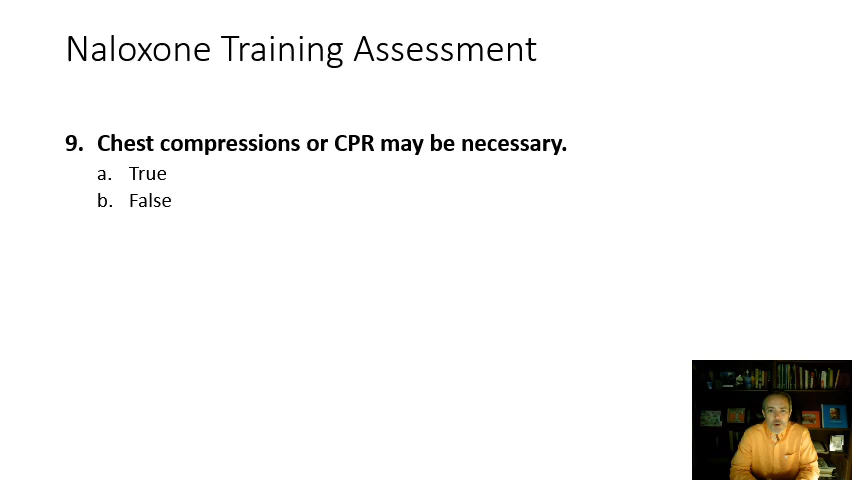 Naloxone Training Assessment
9. Chest compressions or CPR may be necessary.
a. True
b. False